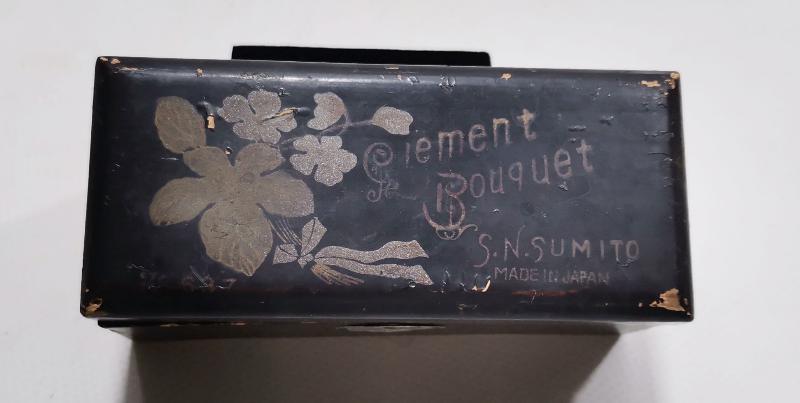 Clement
Bouquet
S.N.SUMITO
MADE IN JAPAN